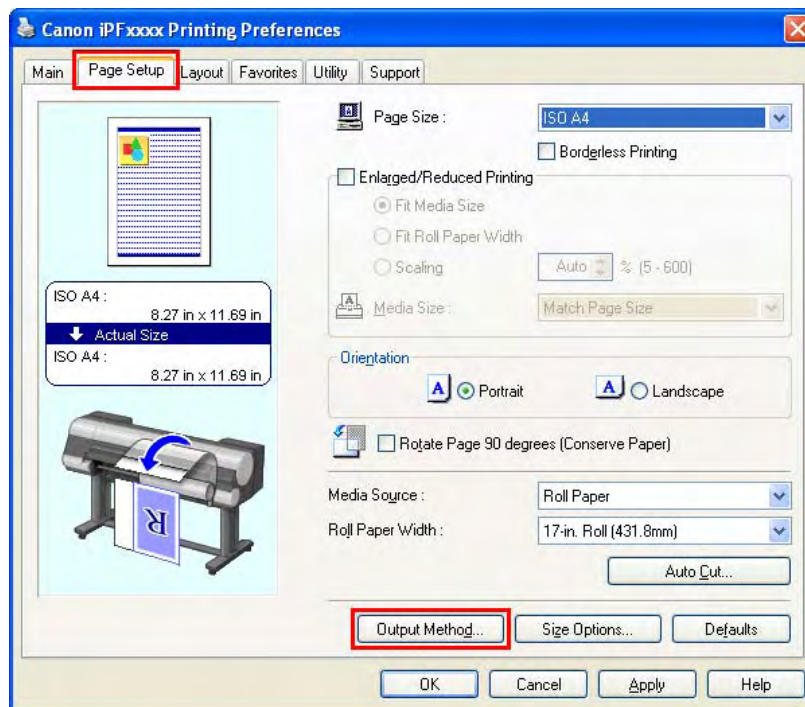 Canon iPFxxxx Printing Preferences
Main Page Setup Layout Favorites Utility Support
Page Size : ISO A4
Borderless Printing
Enlarged/Reduced Printing
Fit Media Size
Fit Roll Paper Width
Scaling Auto % (5 - 600)
Media Size : Match Page Size
ISO A4 :
8.27 in x 11.69 in
Actual Size
ISO A4 :
8.27 in x 11.69 in
Orientation
A Portrait A Landscape
Rotate Page 90 degrees (Conserve Paper)
R
Media Source : Roll Paper
Roll Paper Width : 17-in. Roll (431.8mm)
Auto Cut...
Output Method... Size Options... Defaults
OK Cancel Apply Help